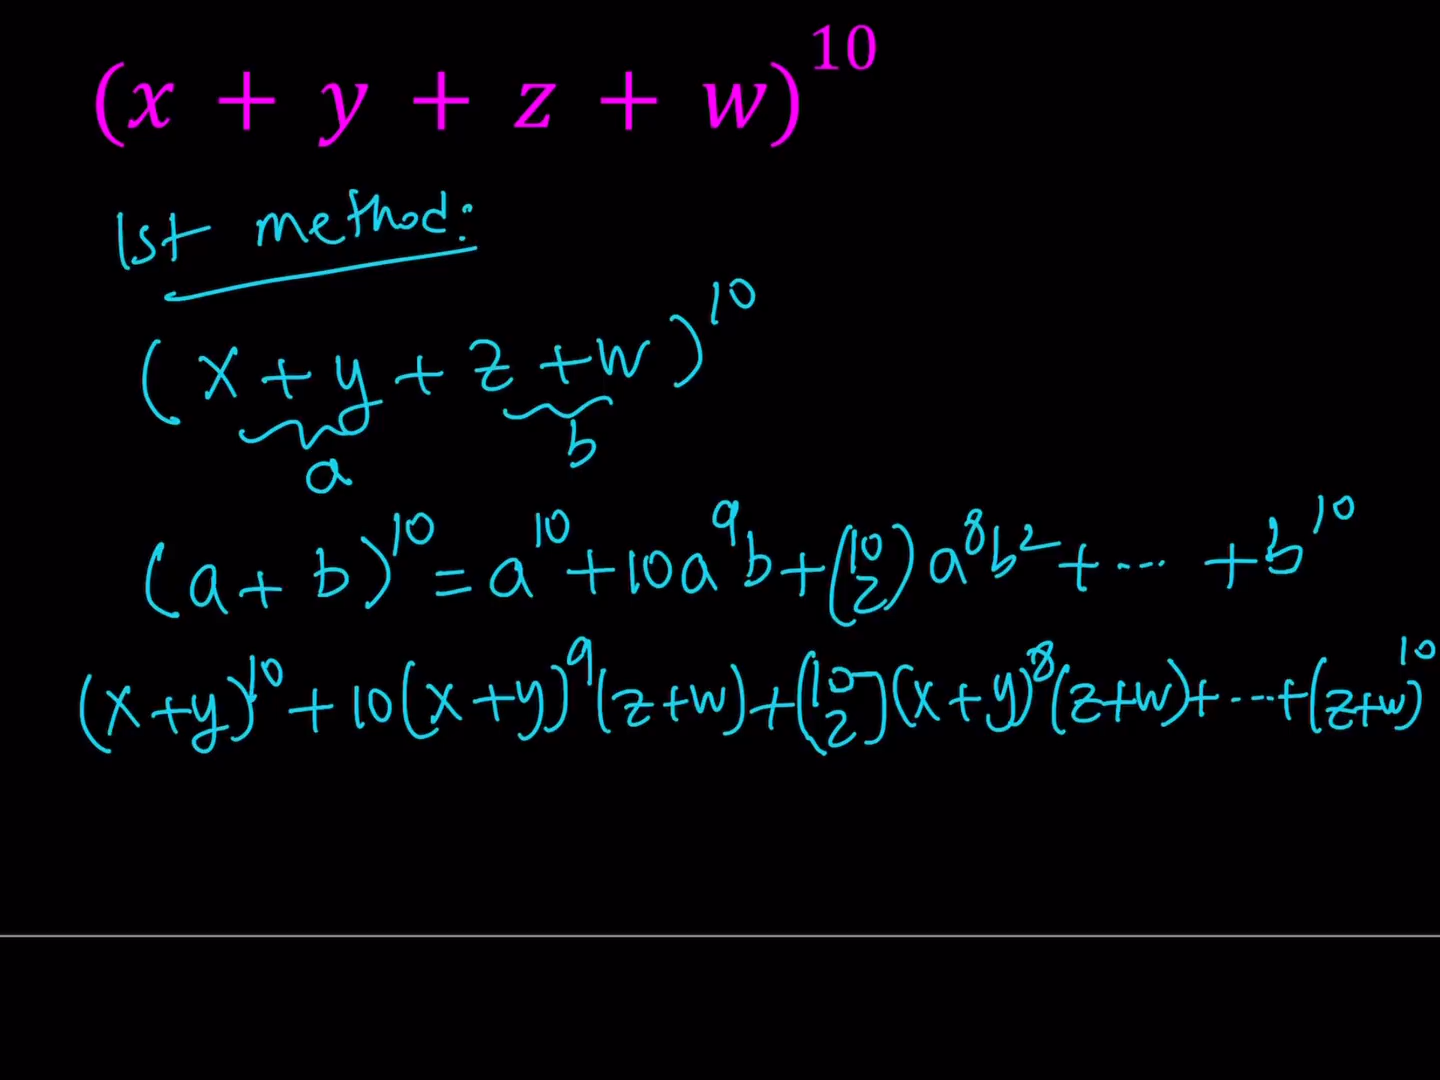 (x + y + z + w)^10
1st method:
(x + y + z + w)^10
a b
(a + b)^10 = a^10 + 10a^9b + (10 2)a^8b^2 + ... + b^10
(x+y)^10 + 10(x+y)^9(z+w) + (10 2)(x+y)^8(z+w) + ... + (z+w)^10